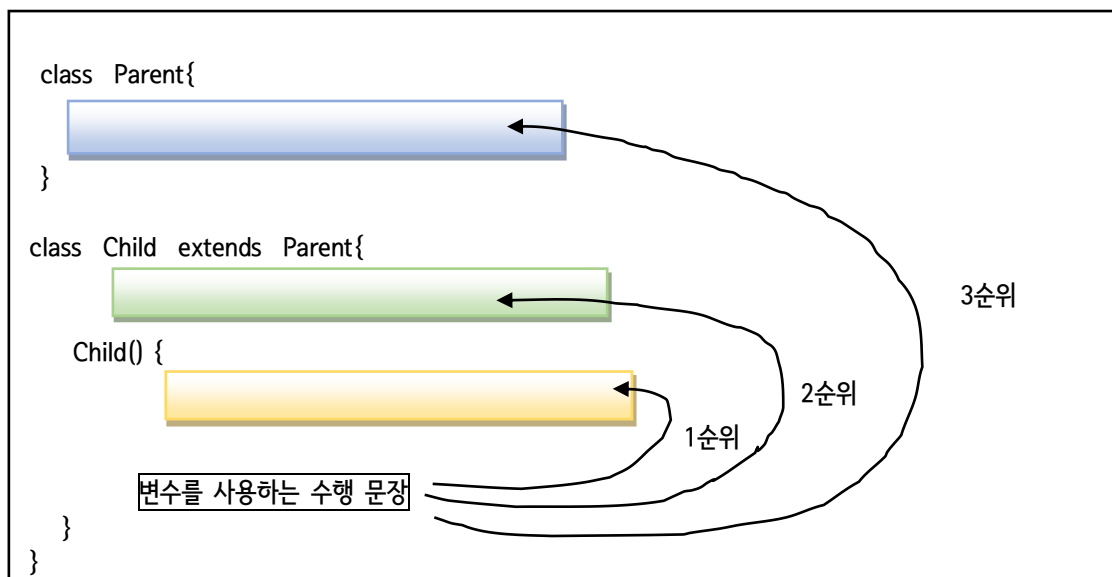 class Parent{
}
class Child extends Parent{
3순위
Child() {
2순위
1순위
변수를 사용하는 수행 문장
}
}